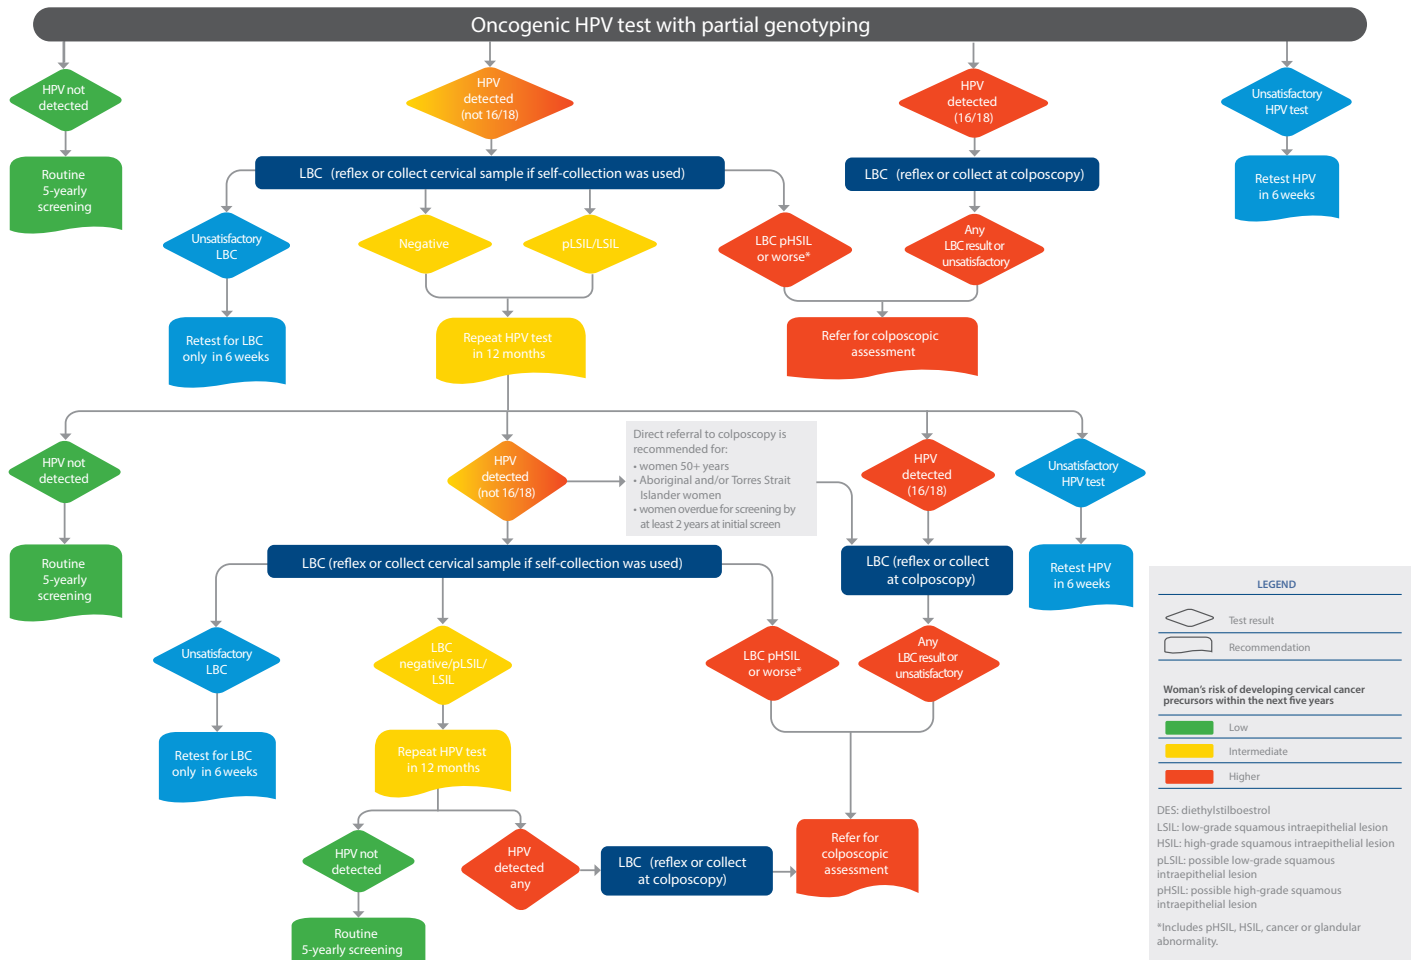 Oncogenic HPV test with partial genotyping
HPV not
detected
HPV
detected
(not 16/18)
HPV
detected
(16/18)
Unsatisfactory
HPV test
Routine
5-yearly
screening
LBC (reflex or collect cervical sample if self-collection was used)
LBC (reflex or collect at colposcopy)
Retest HPV
in 6 weeks
Unsatisfactory
LBC
Negative
pLSIL/LSIL
LBC pHSIL
or worse*
Any
LBC result or
unsatisfactory
Retest for LBC
only in 6 weeks
Repeat HPV test
in 12 months
Refer for colposcopic
assessment
HPV not
detected
HPV
detected
(not 16/18)
Direct referral to colposcopy is
recommended for:
• women 50+ years
• Aboriginal and/or Torres Strait
Islander women
• women overdue for screening by
at least 2 years at initial screen
HPV
detected
(16/18)
Unsatisfactory
HPV test
Routine
5-yearly
screening
LBC (reflex or collect cervical sample if self-collection was used)
LBC (reflex or collect
at colposcopy)
Retest HPV
in 6 weeks
Unsatisfactory
LBC
LBC
negative/pLSIL/
LSIL
LBC pHSIL
or worse*
Any
LBC result or
unsatisfactory
Retest for LBC
only in 6 weeks
Repeat HPV test
in 12 months
HPV not
detected
HPV
detected
any
LBC (reflex or collect
at colposcopy)
Refer for
colposcopic
assessment
Routine
5-yearly screening
LEGEND
Test result
Recommendation
Woman's risk of developing cervical cancer
precursors within the next five years
Low
Intermediate
Higher
DES: diethylstilboestrol
LSIL: low-grade squamous intraepithelial lesion
HSIL: high-grade squamous intraepithelial lesion
pLSIL: possible low-grade squamous
intraepithelial lesion
pHSIL: possible high-grade squamous
intraepithelial lesion
*Includes pHSIL, HSIL, cancer or glandular
abnormality.